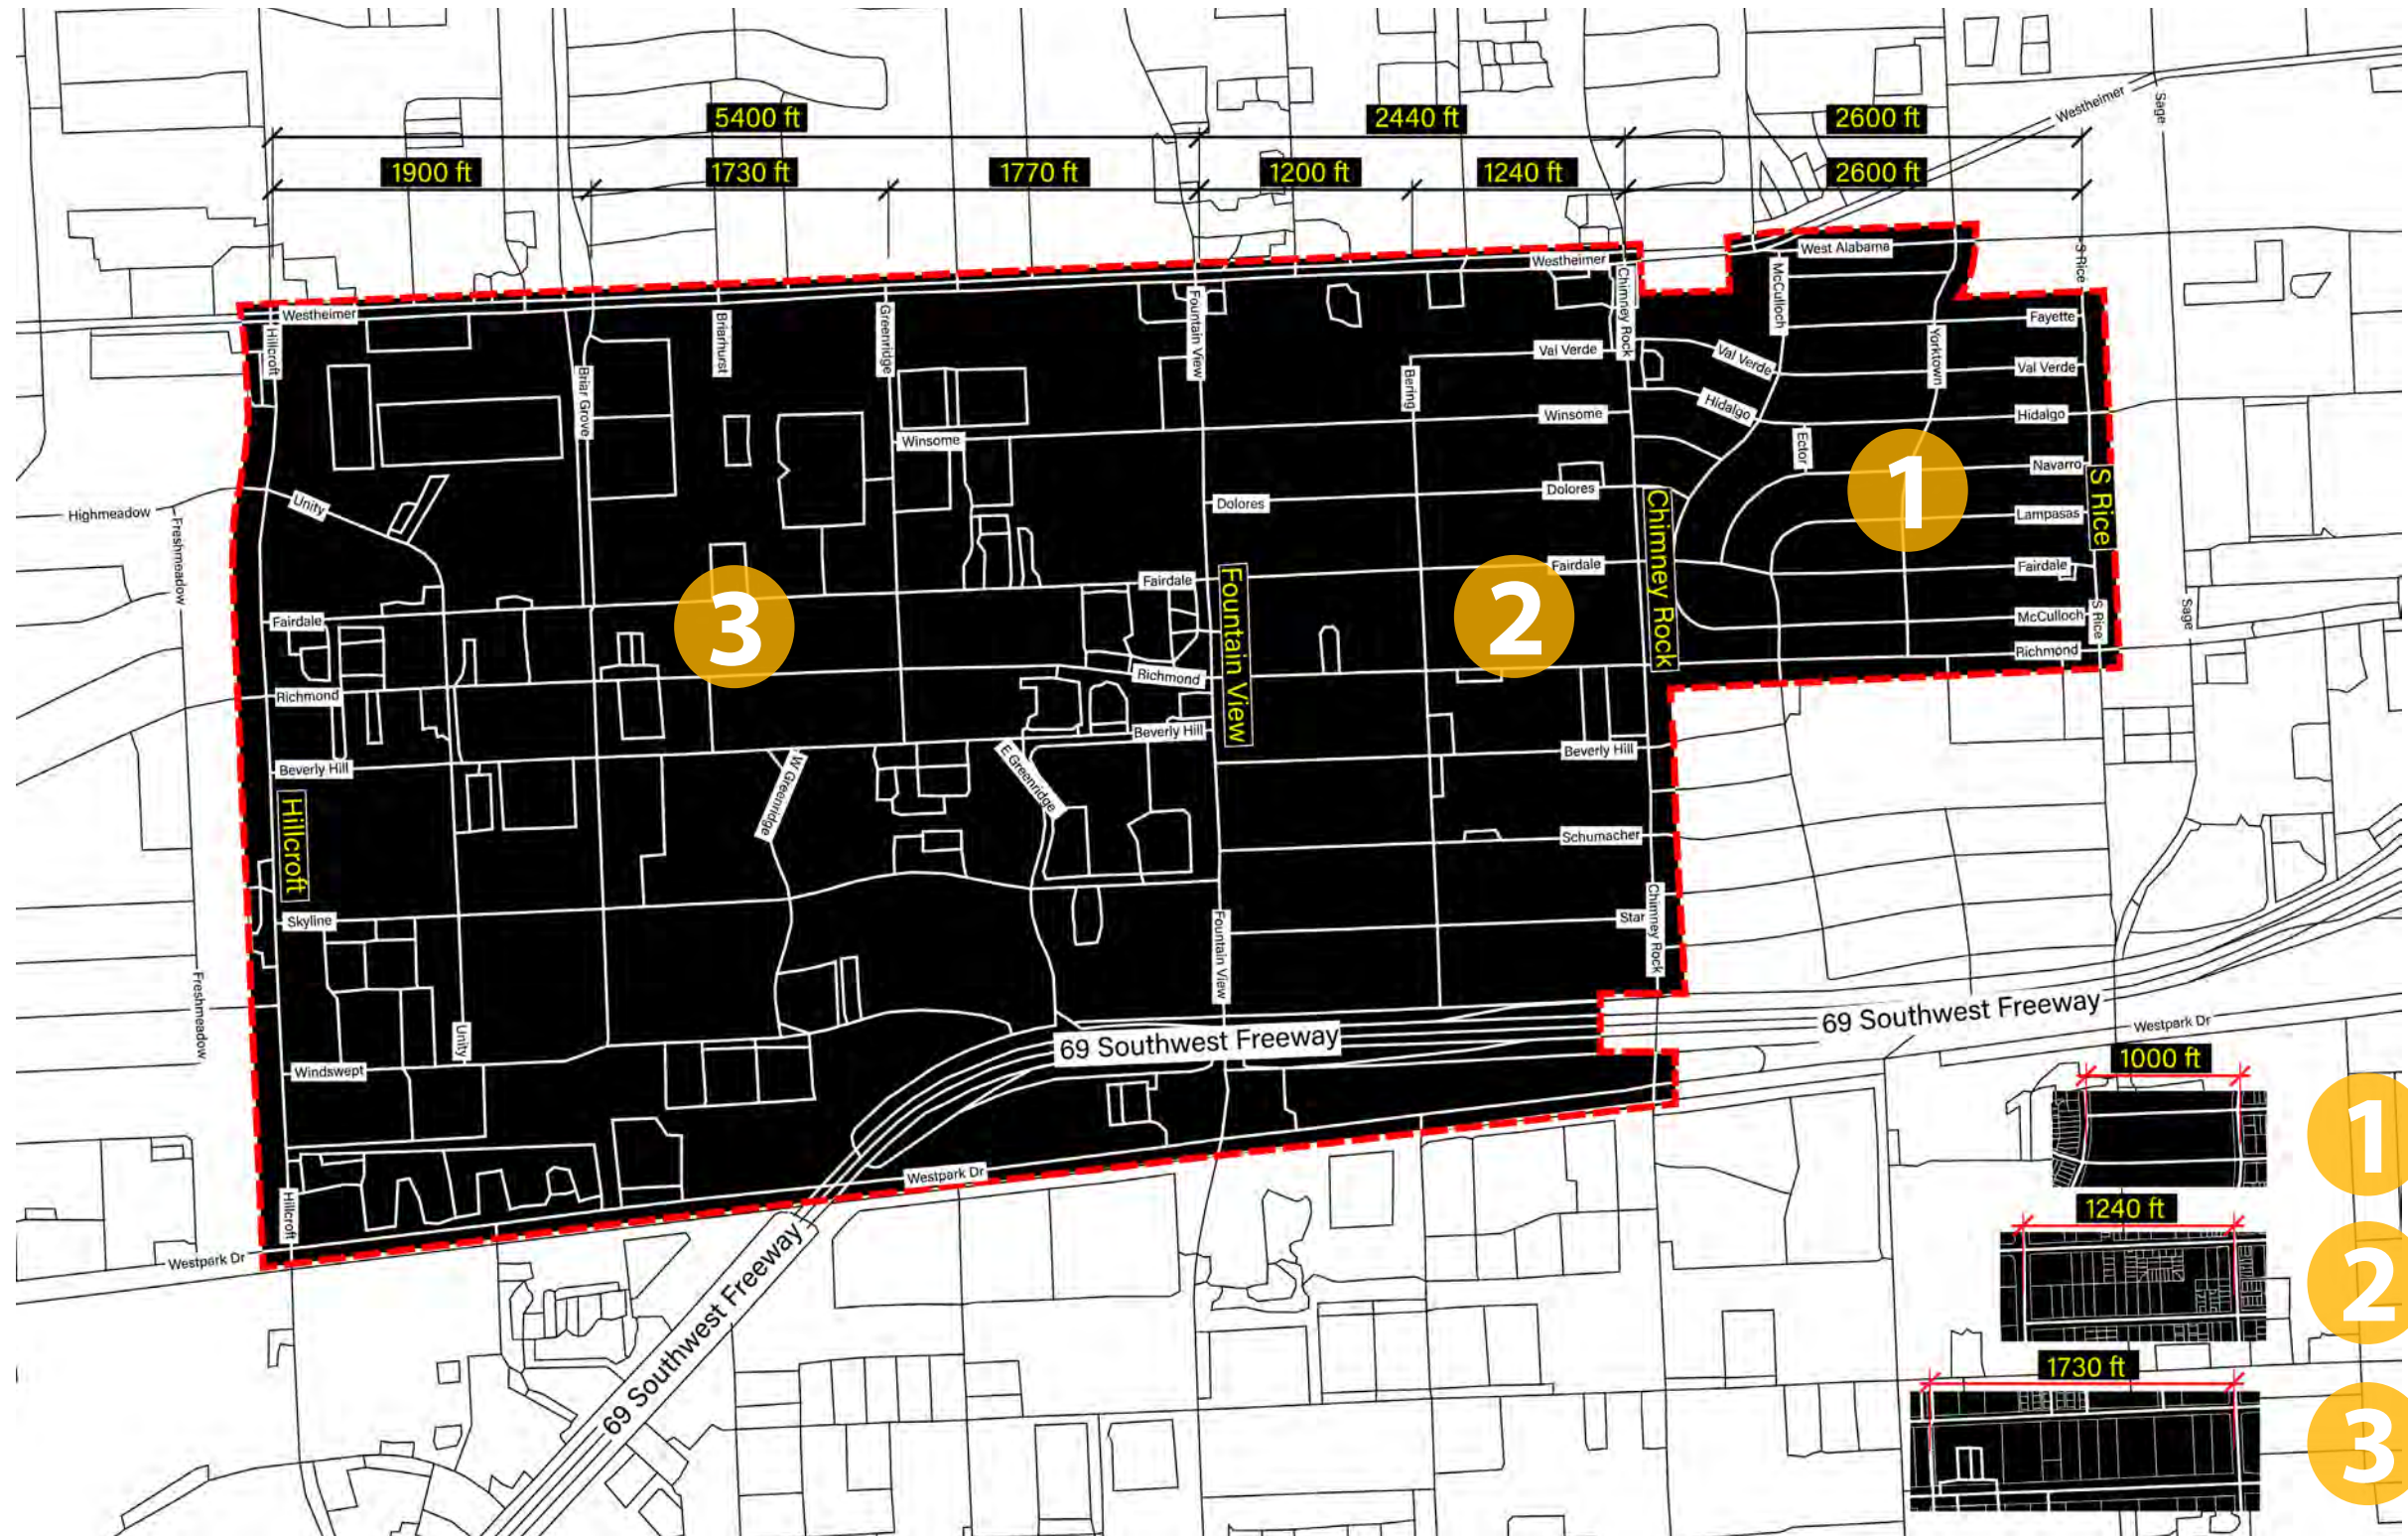 5400 ft
2440 ft
2600 ft
1900 ft
1730 ft
1770 ft
1200 ft
1240 ft
2600 ft
Westheimer
Sage
West Alabama
S Rice
Westheimer
Westheimer
Hillcroft
Briarhurst
Greenridge
Fountain View
Chimney Rock
McCulloch
Yorktown
Fayette
Val Verde
Val Verde
Val Verde
Briar Grove
Bering
Hidalgo
Hidalgo
Winsome
Winsome
Ector
Navarro
1
S Rice
Unity
Highmeadow
Freshmeadow
Dolores
Dolores
Chimney Rock
Lampasas
Fairdale
Fairdale
Fairdale
Fairdale
3
2
Fountain View
McCulloch
S Rice
Sage
Richmond
Richmond
Richmond
Beverly Hill
Beverly Hill
Beverly Hill
W Greenridge
E Greenridge
Hillcroft
Schumacher
Skyline
Star
Chimney Rock
Fountain View
Freshmeadow
Unity
69 Southwest Freeway
69 Southwest Freeway
Westpark Dr
Windswept
1000 ft
1
Westpark Dr
Hillcroft
Westpark Dr
1240 ft
2
69 Southwest Freeway
1730 ft
3